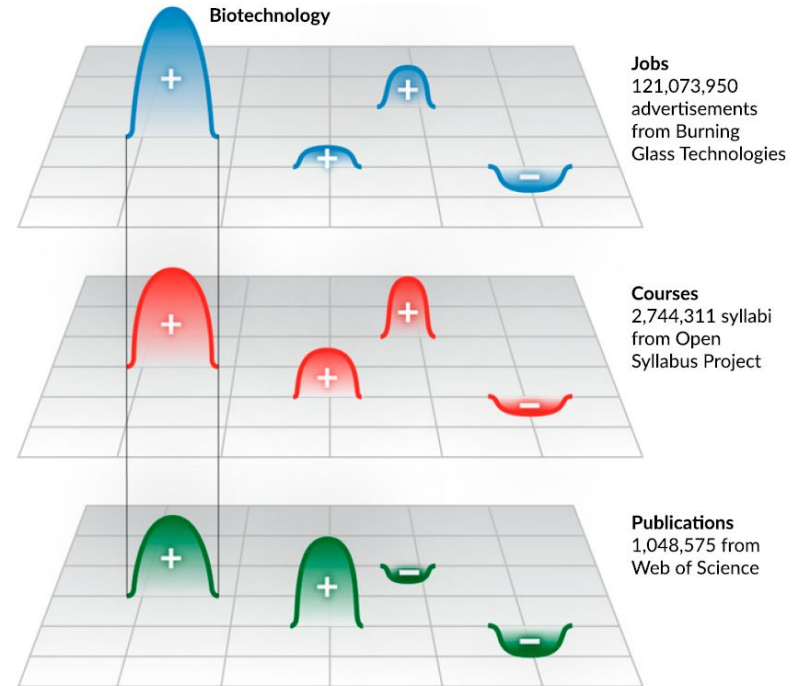 Biotechnology
Jobs
121,073,950
advertisements
from Burning
Glass Technologies
+
+
+
−
Courses
2,744,311 syllabi
from Open
Syllabus Project
+
+
+
−
Publications
1,048,575 from
Web of Science
+
+
−
−